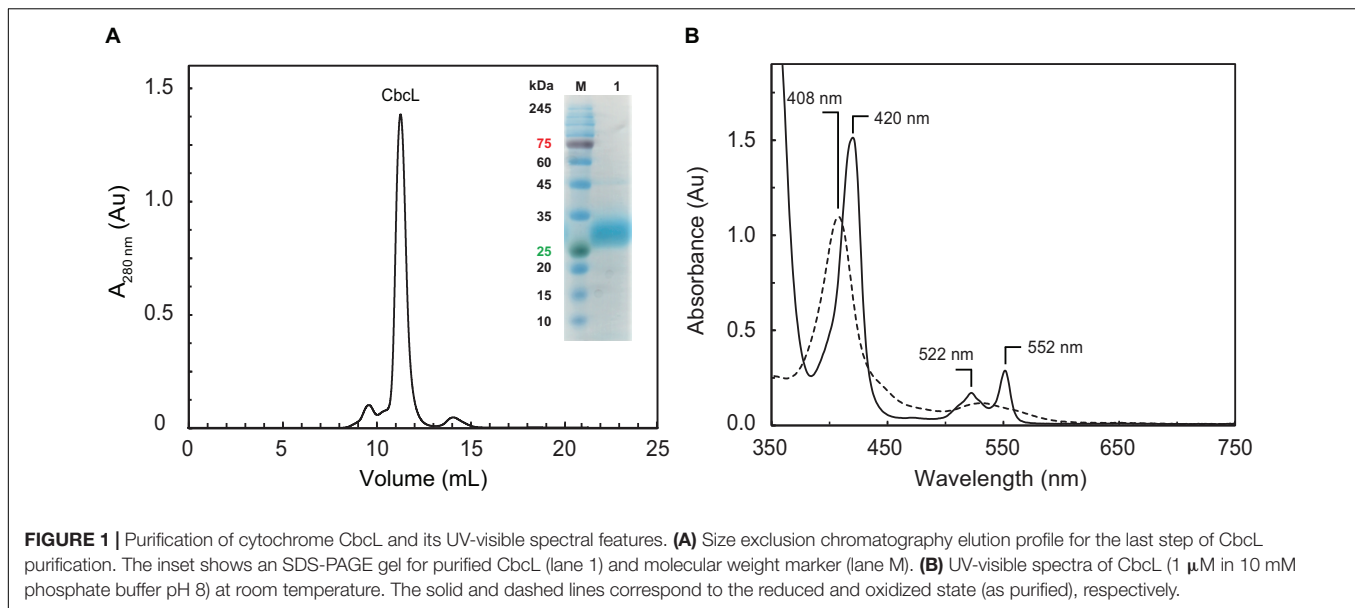 A
1.5
1.0
0.5
0
A280 nm (Au)
CbcL
kDa M 1
245
75
60
45
35
25
20
15
10
0 5 10 15 20 25
Volume (mL)
B
1.5
1.0
0.5
0.0
Absorbance (Au)
408 nm
420 nm
522 nm
552 nm
350 450 550 650 750
Wavelength (nm)
FIGURE 1 | Purification of cytochrome CbcL and its UV-visible spectral features. (A) Size exclusion chromatography elution profile for the last step of CbcL
purification. The inset shows an SDS-PAGE gel for purified CbcL (lane 1) and molecular weight marker (lane M). (B) UV-visible spectra of CbcL (1 μM in 10 mM
phosphate buffer pH 8) at room temperature. The solid and dashed lines correspond to the reduced and oxidized state (as purified), respectively.